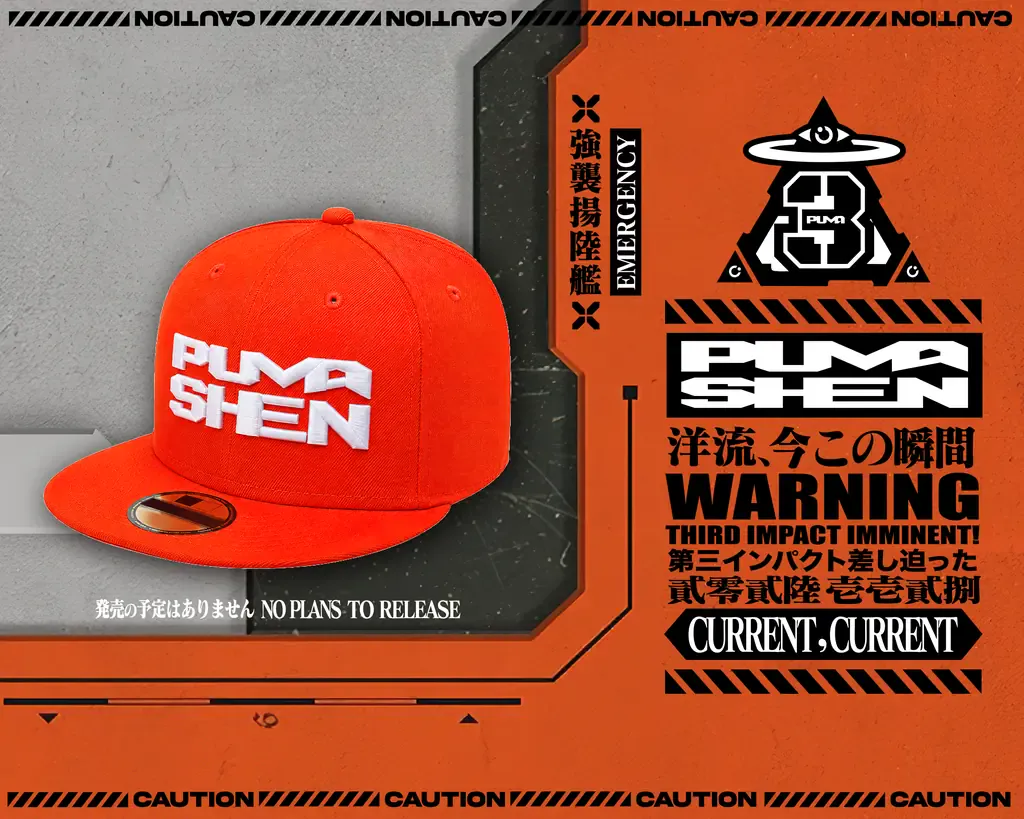 CAUTION CAUTION CAUTION CAUTION
強襲揚陸艦
EMERGENCY
3
PUMA
PUMA
SHEN
PUMA
SHEN
洋流、今この瞬間
WARNING
THIRD IMPACT IMMINENT!
第三インパクト差し迫った
貳零貳陸 壱壱貳捌
CURRENT, CURRENT
発売の予定はありません NO PLANS TO RELEASE
CAUTION CAUTION CAUTION CAUTION